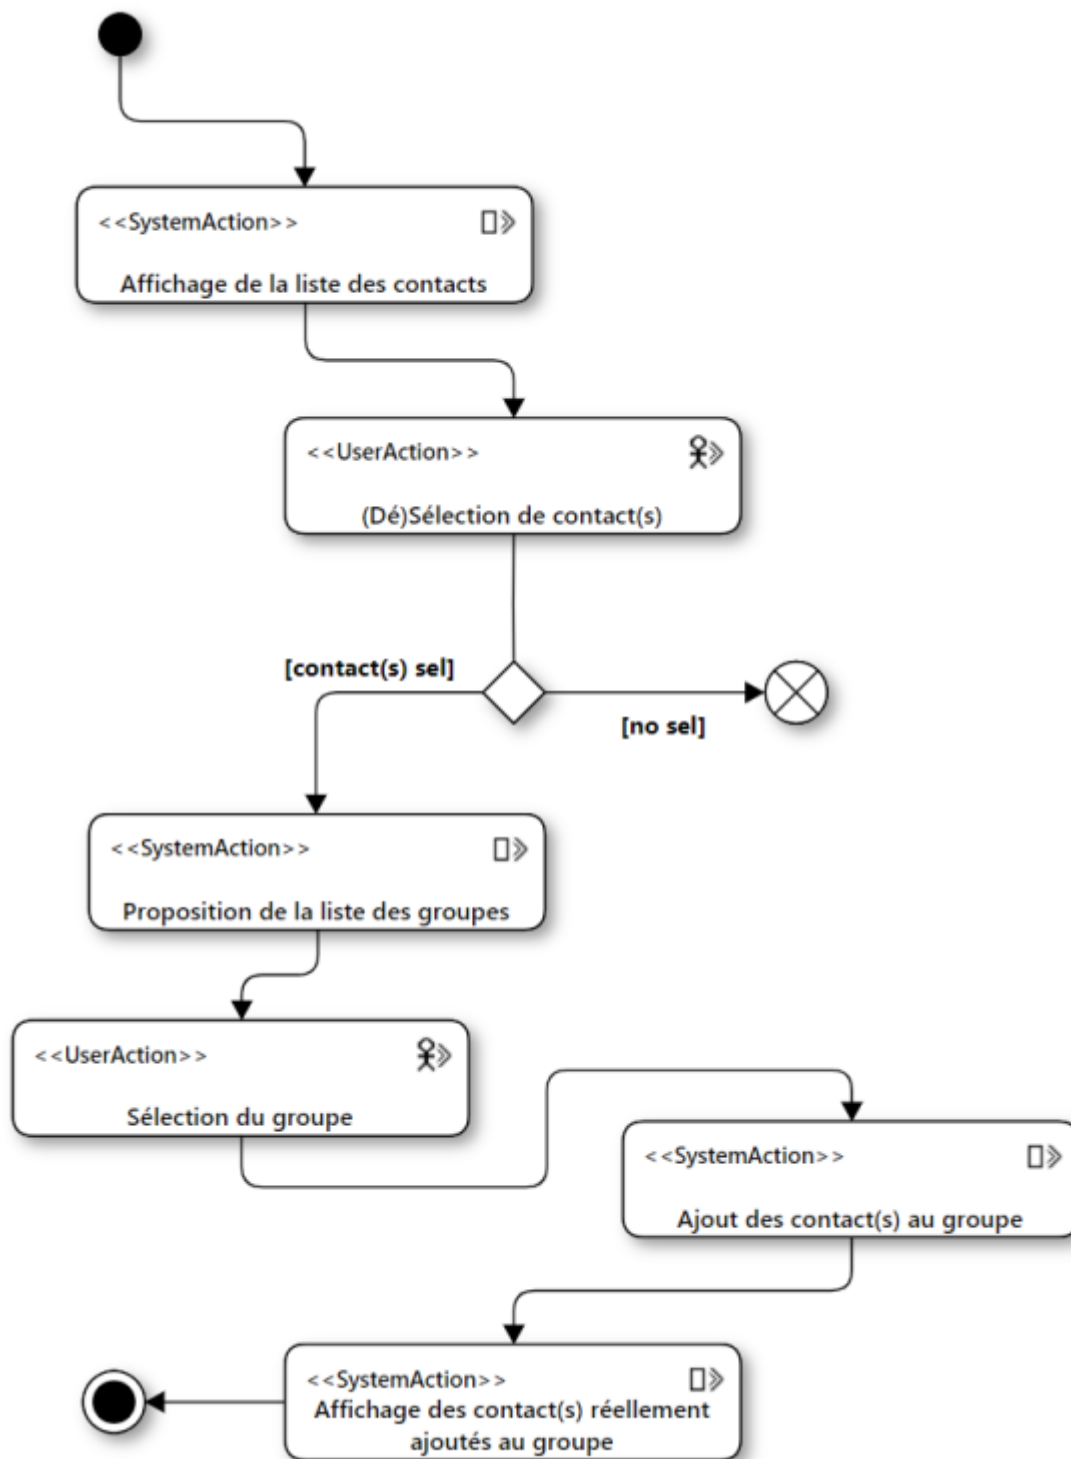 <<SystemAction>>
Affichage de la liste des contacts
<<UserAction>>
(Dé)Sélection de contact(s)
[contact(s) sel]
[no sel]
<<SystemAction>>
Proposition de la liste des groupes
<<UserAction>>
Sélection du groupe
<<SystemAction>>
Ajout des contact(s) au groupe
<<SystemAction>>
Affichage des contact(s) réellement
ajoutés au groupe